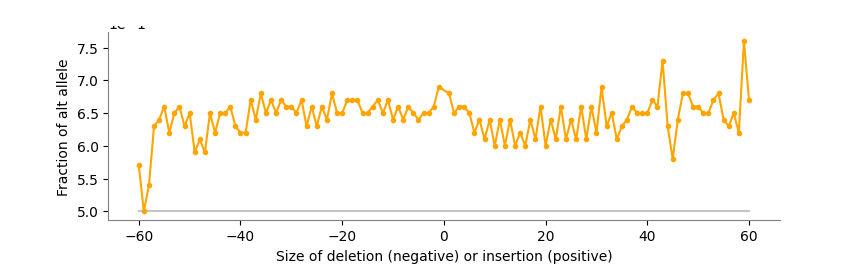 7.5
7.0
6.5
6.0
5.5
5.0
Fraction of alt allele
−60 −40 −20 0 20 40 60
Size of deletion (negative) or insertion (positive)